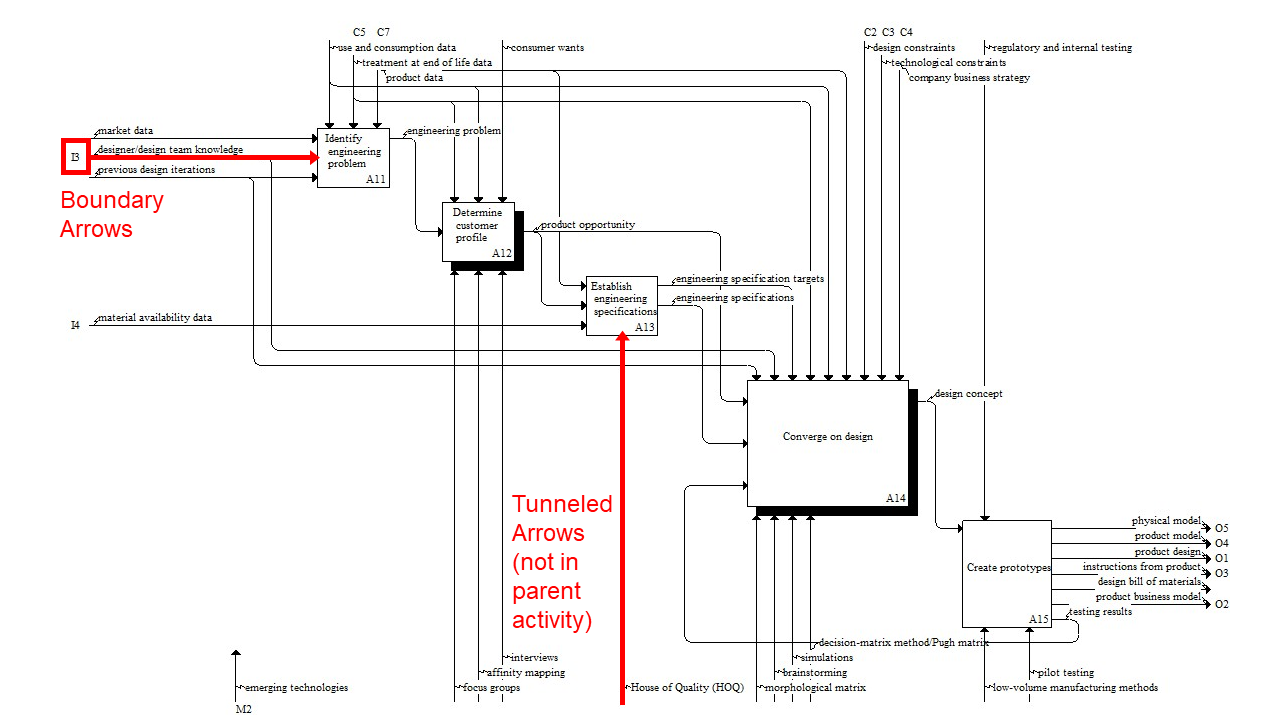 C5 C7
C2 C3 C4
use and consumption data
consumer wants
design constraints
regulatory and internal testing
treatment at end of life data
technological constraints
product data
company business strategy
market data
engineering problem
Identify
engineering
problem
A11
I3
designer/design team knowledge
previous design iterations
Boundary
Arrows
Determine
customer
profile
A12
product opportunity
engineering specification targets
Establish
engineering
specifications
A13
engineering specifications
I4
material availability data
design concept
Converge on design
A14
Tunneled
Arrows
(not in
parent
activity)
physical model
O5
product model
O4
product design
O1
Create prototypes
instructions from product
O3
design bill of materials
product business model
O2
A15
testing results
decision-matrix method/Pugh matrix
interviews
simulations
affinity mapping
brainstorming
pilot testing
emerging technologies
focus groups
House of Quality (HOQ)
morphological matrix
low-volume manufacturing methods
M2